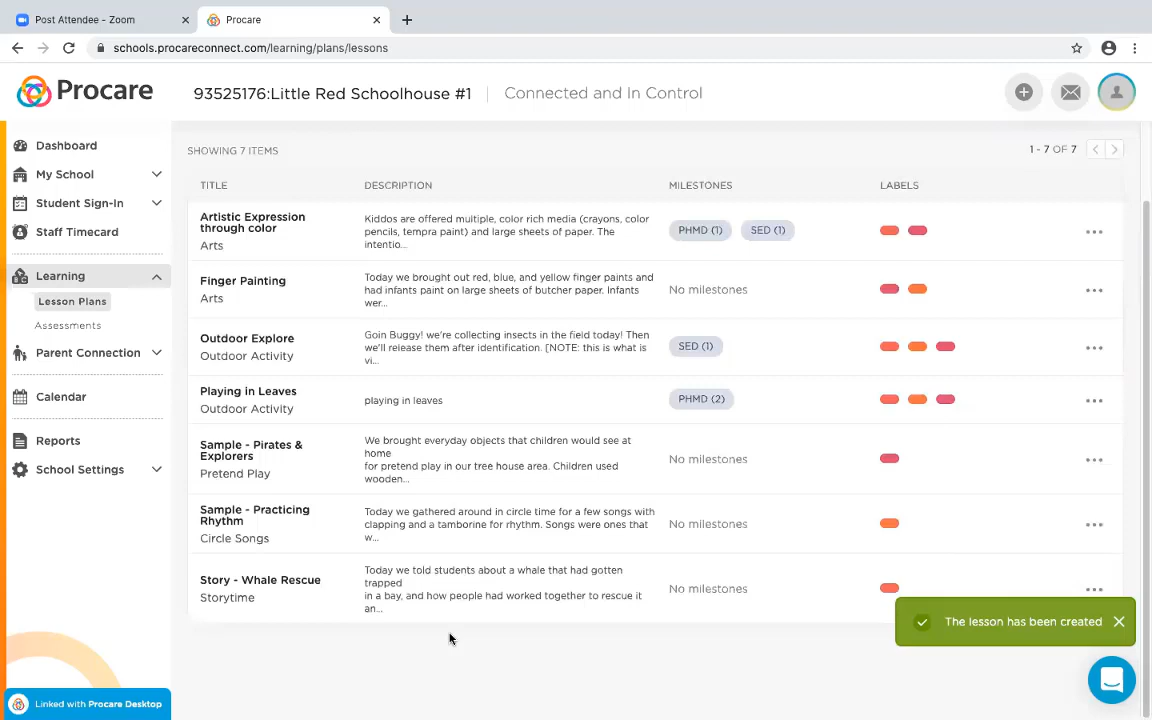 Post Attendee - Zoom
Procare
schools.procareconnect.com/learning/plans/lessons
Procare
93525176:Little Red Schoolhouse #1
Connected and In Control
Dashboard
My School
Student Sign-In
Staff Timecard
Learning
Lesson Plans
Assessments
Parent Connection
Calendar
Reports
School Settings
Linked with Procare Desktop
SHOWING 7 ITEMS
1 - 7 OF 7
TITLE DESCRIPTION MILESTONES LABELS
Artistic Expression
through color
Arts
Kiddos are offered multiple, color rich media (crayons, color
pencils, tempra paint) and large sheets of paper. The
intentio...
PHMD (1) SED (1)
Finger Painting
Arts
Today we brought out red, blue, and yellow finger paints and
had infants paint on large sheets of butcher paper. Infants
wer...
No milestones
Outdoor Explore
Outdoor Activity
Goin Buggy! we're collecting insects in the field today! Then
we'll release them after identification. [NOTE: this is what is
vi...
SED (1)
Playing in Leaves
Outdoor Activity
playing in leaves
PHMD (2)
Sample - Pirates &
Explorers
Pretend Play
We brought everyday objects that children would see at
home
for pretend play in our tree house area. Children used
wooden...
No milestones
Sample - Practicing
Rhythm
Circle Songs
Today we gathered around in circle time for a few songs with
clapping and a tamborine for rhythm. Songs were ones that
w...
No milestones
Story - Whale Rescue
Storytime
Today we told students about a whale that had gotten
trapped
in a bay, and how people had worked together to rescue it
an...
No milestones
The lesson has been created